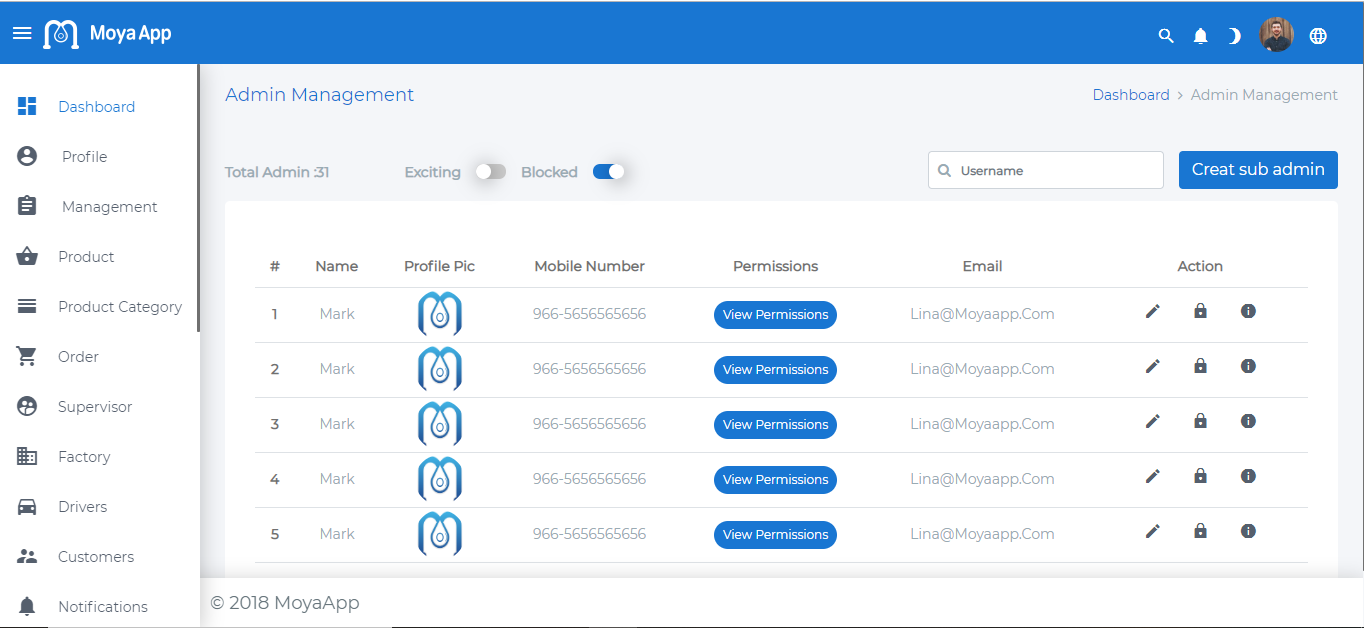 Moya App
Dashboard
Profile
Management
Product
Product Category
Order
Supervisor
Factory
Drivers
Customers
Notifications
Admin Management
Dashboard > Admin Management
Total Admin :31 Exciting Blocked Username Creat sub admin
# Name Profile Pic Mobile Number Permissions Email Action
1 Mark 966-5656565656 View Permissions Lina@Moyaapp.Com
2 Mark 966-5656565656 View Permissions Lina@Moyaapp.Com
3 Mark 966-5656565656 View Permissions Lina@Moyaapp.Com
4 Mark 966-5656565656 View Permissions Lina@Moyaapp.Com
5 Mark 966-5656565656 View Permissions Lina@Moyaapp.Com
© 2018 MoyaApp